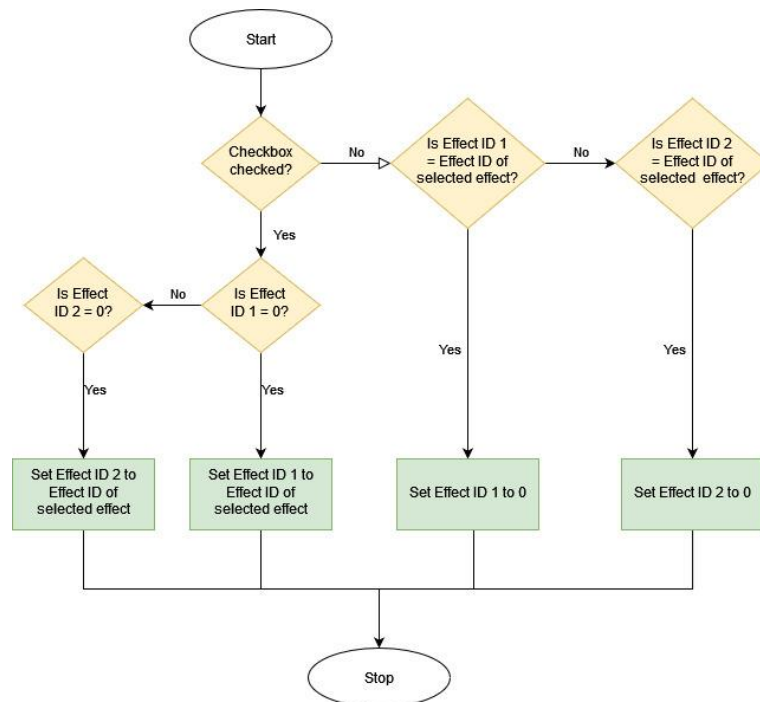 Start
Checkbox
checked?
No
Is Effect ID 1
= Effect ID of
selected effect?
No
Is Effect ID 2
= Effect ID of
selected effect?
Yes
Is Effect
ID 2 = 0?
No
Is Effect
ID 1 = 0?
Yes
Yes
Yes
Yes
Set Effect ID 2 to
Effect ID of
selected effect
Set Effect ID 1 to
Effect ID of
selected effect
Set Effect ID 1 to 0
Set Effect ID 2 to 0
Stop